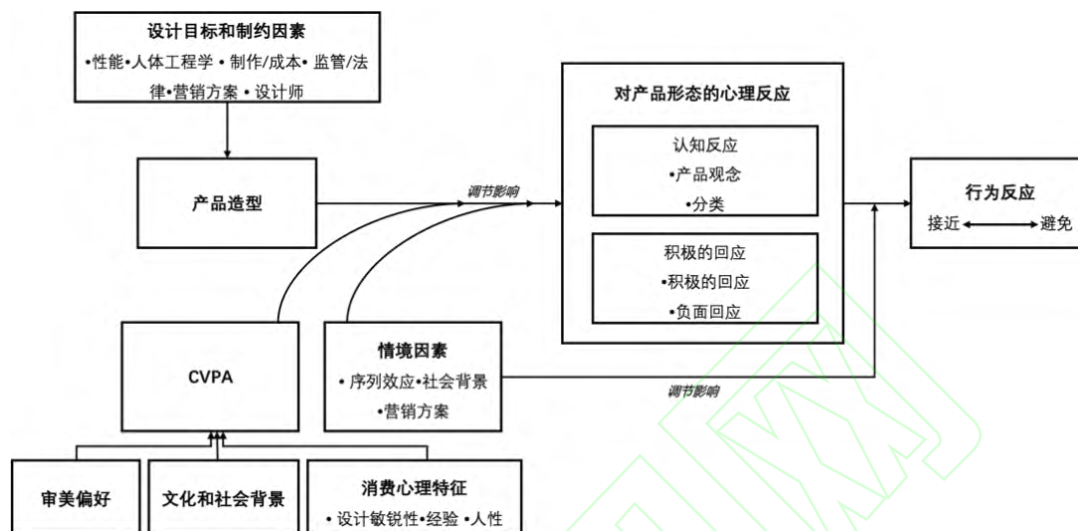 设计目标和制约因素
•性能•人体工程学 • 制作/成本• 监管/法
律•营销方案 • 设计师
对产品形态的心理反应
认知反应
•产品观念
•分类
产品造型
调节影响
行为反应
接近
避免
积极的回应
•积极的回应
•负面回应
CVPA
情境因素
• 序列效应•社会背景
•营销方案
调节影响
审美偏好
文化和社会背景
消费心理特征
• 设计敏锐性•经验 •人性